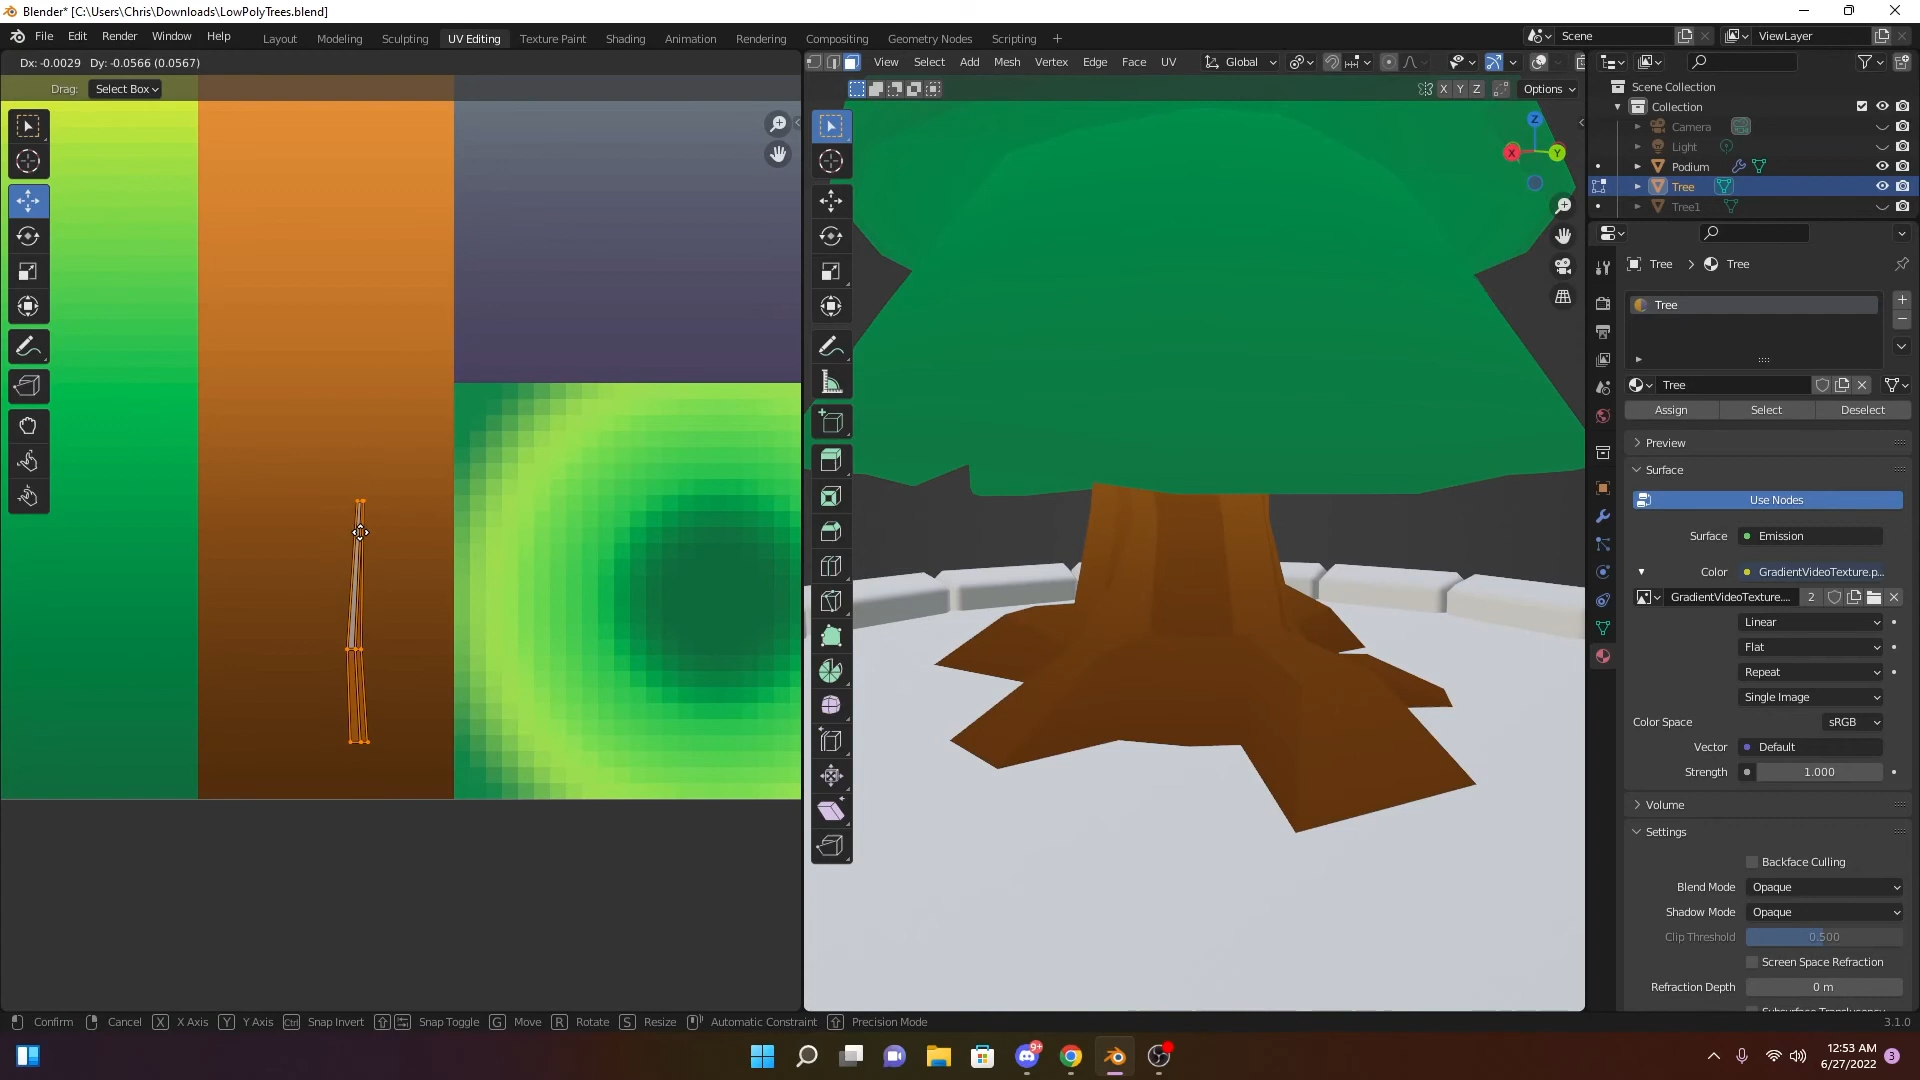 Blender* [C:\Users\Chris\Downloads\LowPolyTrees.blend]
File Edit Render Window Help Layout Modeling Sculpting UV Editing Texture Paint Shading Animation Rendering Compositing Geometry Nodes Scripting + Scene ViewLayer
Dx: -0.0029 Dy: -0.0566 (0.0567)
View Select Add Mesh Vertex Edge Face UV Global
Drag: Select Box
X Y Z Options
Z
X Y
Scene Collection
Collection
Camera
Light
Podium
Tree
Tree1
Tree > Tree
Tree
Tree
Assign Select Deselect
Preview
Surface
Use Nodes
Surface Emission
Color GradientVideoTexture.p...
GradientVideoTexture.... 2
Linear
Flat
Repeat
Single Image
Color Space sRGB
Vector Default
Strength 1.000
Volume
Settings
Backface Culling
Blend Mode Opaque
Shadow Mode Opaque
Clip Threshold 0.500
Screen Space Refraction
Refraction Depth 0 m
Subsurface Translucency
Confirm Cancel X X Axis Y Y Axis Ctrl Snap Invert Snap Toggle G Move R Rotate S Resize Automatic Constraint Precision Mode 3.1.0
9+
12:53 AM
6/27/2022
3